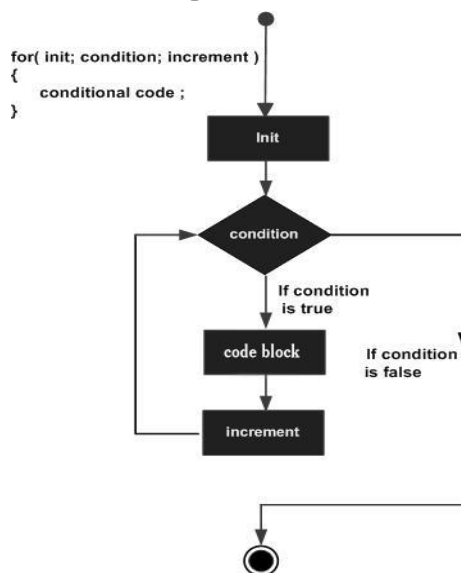 for( init; condition; increment )
{
conditional code ;
}
Init
condition
If condition
is true
code block
If condition
is false
increment